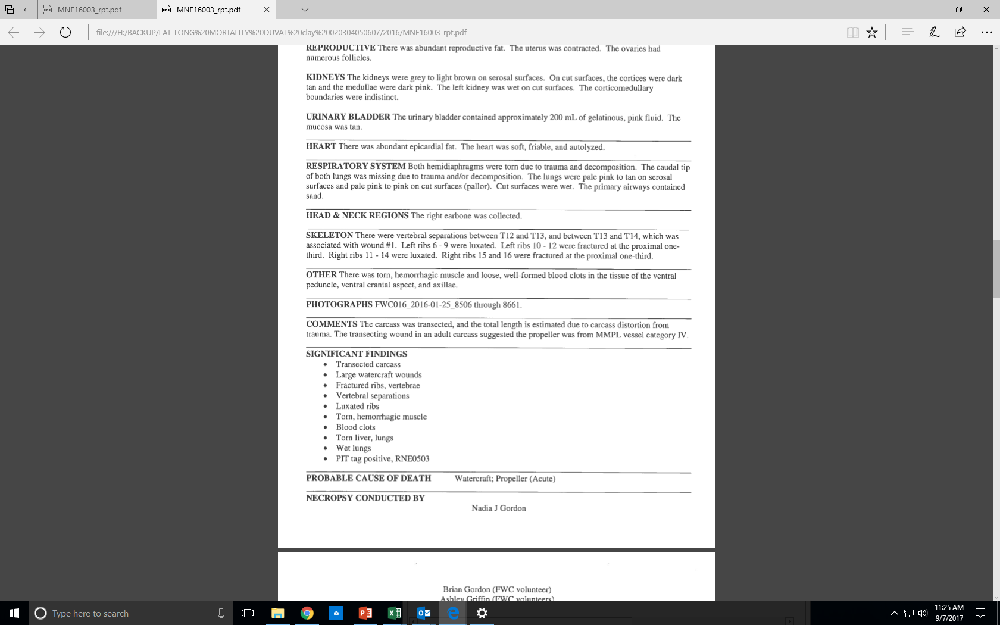 MNE16003_rpt.pdf
MNE16003_rpt.pdf
file:///H:/BACKUP/LAT_LONG%20MORTALITY%20DUVAL%20clay%20020304050607/2016/MNE16003_rpt.pdf
REPRODUCTIVE There was abundant reproductive fat. The uterus was contracted. The ovaries had
numerous follicles.
KIDNEYS The kidneys were grey to light brown on serosal surfaces. On cut surfaces, the cortices were dark
tan and the medullae were dark pink. The left kidney was wet on cut surfaces. The corticomedullary
boundaries were indistinct.
URINARY BLADDER The urinary bladder contained approximately 200 mL of gelatinous, pink fluid. The
mucosa was tan.
HEART There was abundant epicardial fat. The heart was soft, friable, and autolyzed.
RESPIRATORY SYSTEM Both hemidiaphragms were torn due to trauma and decomposition. The caudal tip
of both lungs was missing due to trauma and/or decomposition. The lungs were pale pink to tan on serosal
surfaces and pale pink to pink on cut surfaces (pallor). Cut surfaces were wet. The primary airways contained
sand.
HEAD & NECK REGIONS The right earbone was collected.
SKELETON There were vertebral separations between T12 and T13, and between T13 and T14, which was
associated with wound #1. Left ribs 6 - 9 were luxated. Left ribs 10 - 12 were fractured at the proximal one-
third. Right ribs 11 - 14 were luxated. Right ribs 15 and 16 were fractured at the proximal one-third.
OTHER There was torn, hemorrhagic muscle and loose, well-formed blood clots in the tissue of the ventral
peduncle, ventral cranial aspect, and axillae.
PHOTOGRAPHS FWC016_2016-01-25_8506 through 8661.
COMMENTS The carcass was transected, and the total length is estimated due to carcass distortion from
trauma. The transecting wound in an adult carcass suggested the propeller was from MMPL vessel category IV.
SIGNIFICANT FINDINGS
• Transected carcass
• Large watercraft wounds
• Fractured ribs, vertebrae
• Vertebral separations
• Luxated ribs
• Torn, hemorrhagic muscle
• Blood clots
• Torn liver, lungs
• Wet lungs
• PIT tag positive, RNE0503
PROBABLE CAUSE OF DEATH Watercraft; Propeller (Acute)
NECROPSY CONDUCTED BY
Nadia J Gordon
Brian Gordon (FWC volunteer)
Ashley Griffin (FWC volunteers)
Type here to search
11:25 AM
9/7/2017